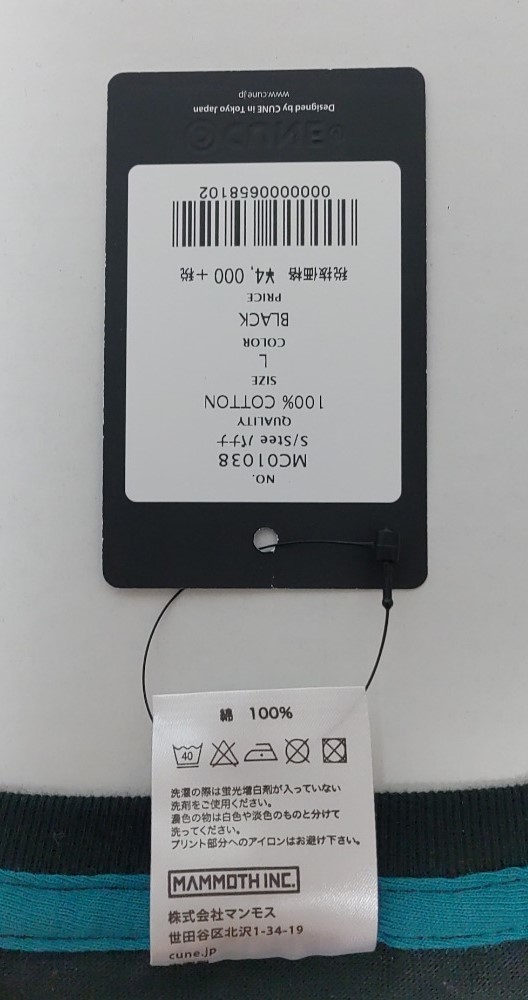 NO.
MC01038
S/Stee バナナ
QUALITY
100% COTTON
SIZE
L
COLOR
BLACK
PRICE
税抜価格 ¥4,000 +税
0000000658102
CUNE
Designed by CUNE in Tokyo Japan
www.cune.jp
綿 100%
40
洗濯の際は蛍光増白剤が入っていない
洗剤をご使用ください。
濃色の物は白色や淡色のものと分けて
洗ってください。
プリント部分へのアイロンはお避け下さい。
MAMMOTH INC.
株式会社マンモス
世田谷区北沢1-34-19
cune.jp